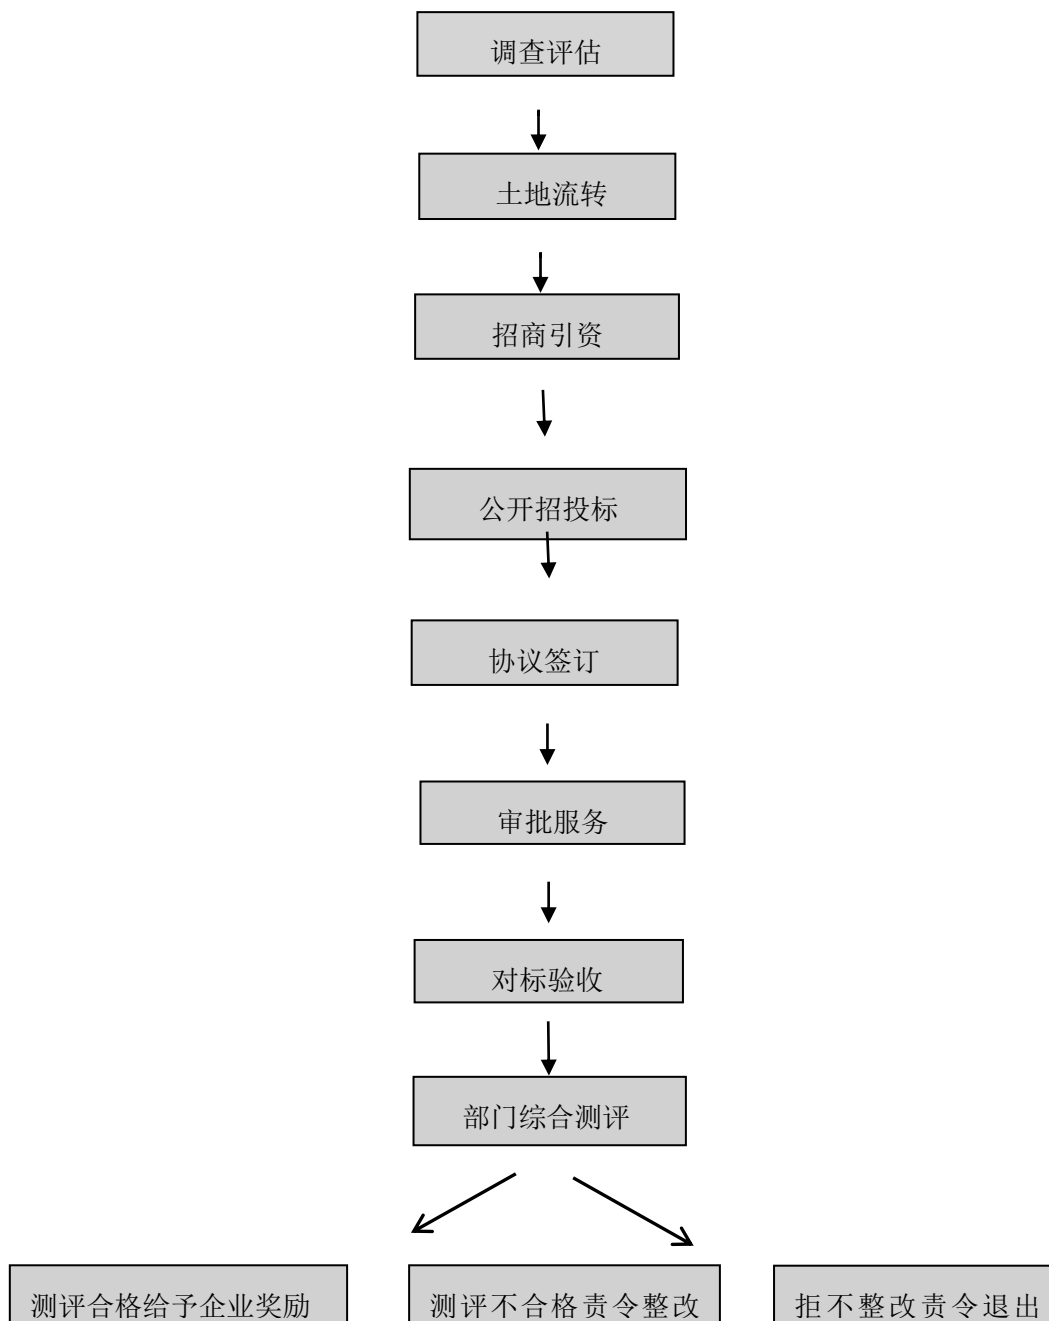 调查评估
土地流转
招商引资
公开招投标
协议签订
审批服务
对标验收
部门综合测评
测评合格给予企业奖励
测评不合格责令整改
拒不整改责令退出